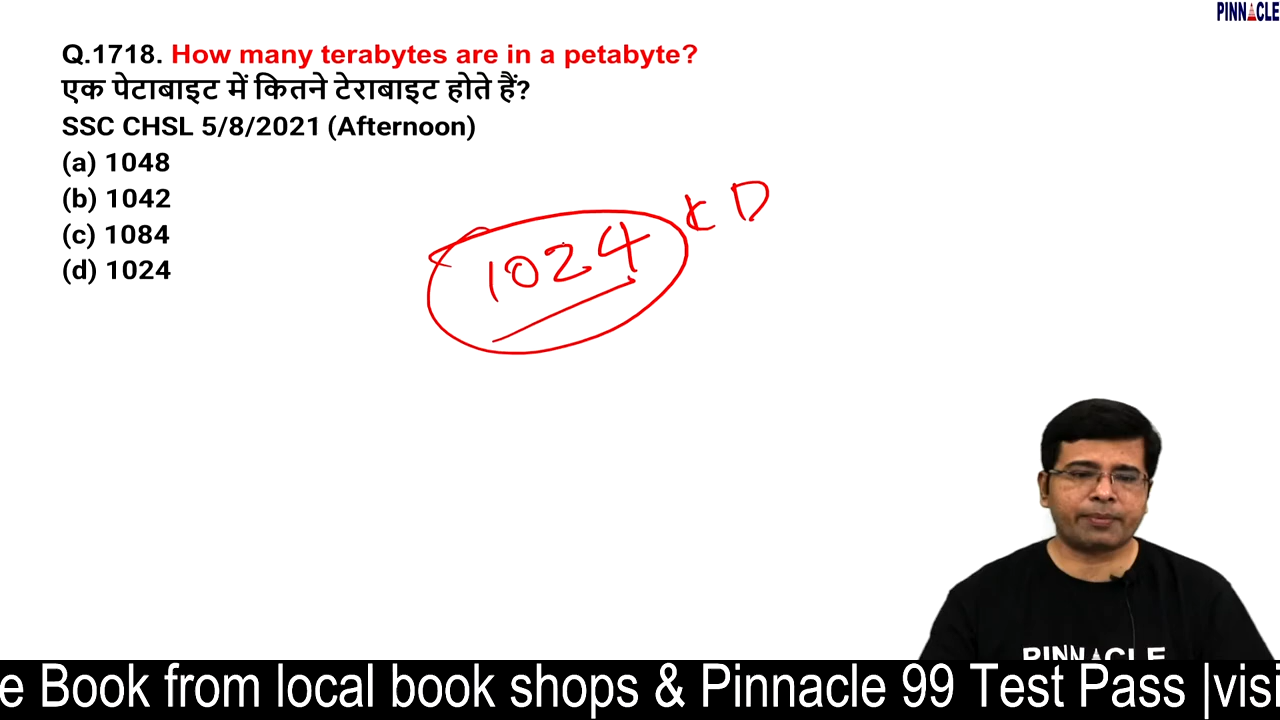 PINNACLE
Q.1718. How many terabytes are in a petabyte?
एक पेटाबाइट में कितने टेराबाइट होते हैं?
SSC CHSL 5/8/2021 (Afternoon)
(a) 1048
(b) 1042
(c) 1084
(d) 1024
1024
D
PINNACLE
e Book from local book shops & Pinnacle 99 Test Pass |visi